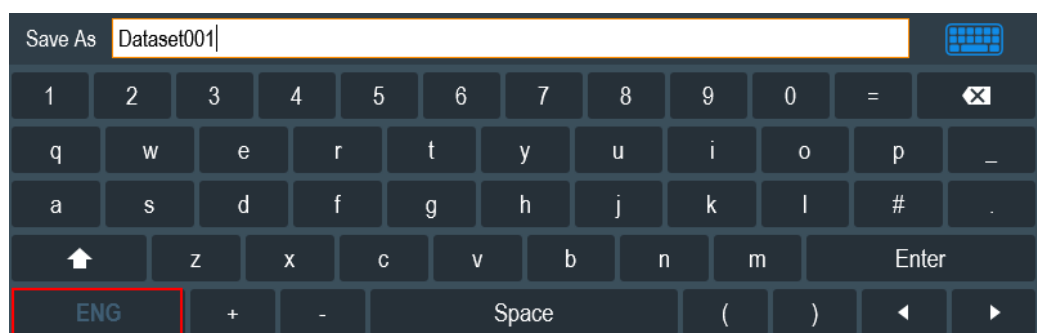 Save As Dataset001
1 2 3 4 5 6 7 8 9 0 =
q w e r t y u i o p _
a s d f g h j k l # .
z x c v b n m Enter
ENG + - Space ( )